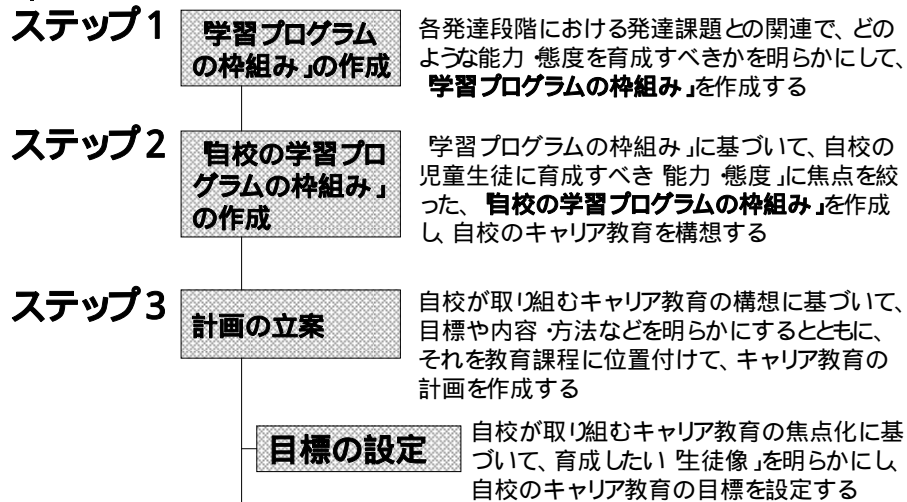 ステップ1
「学習プログラム
の枠組み」の作成
各発達段階における発達課題との関連で、どの
ような能力・態度を育成すべきかを明らかにして、
「学習プログラムの枠組み」を作成する
ステップ2
「自校の学習プロ
グラムの枠組み」
の作成
「学習プログラムの枠組み」に基づいて、自校の
児童生徒に育成すべき「能力・態度」に焦点を絞
った、「自校の学習プログラムの枠組み」を作成
し、自校のキャリア教育を構想する
ステップ3
計画の立案
自校が取り組むキャリア教育の構想に基づいて、
目標や内容・方法などを明らかにするとともに、
それを教育課程に位置付けて、キャリア教育の
計画を作成する
目標の設定
自校が取り組むキャリア教育の焦点化に基
づいて、育成したい「生徒像」を明らかにし、
自校のキャリア教育の目標を設定する